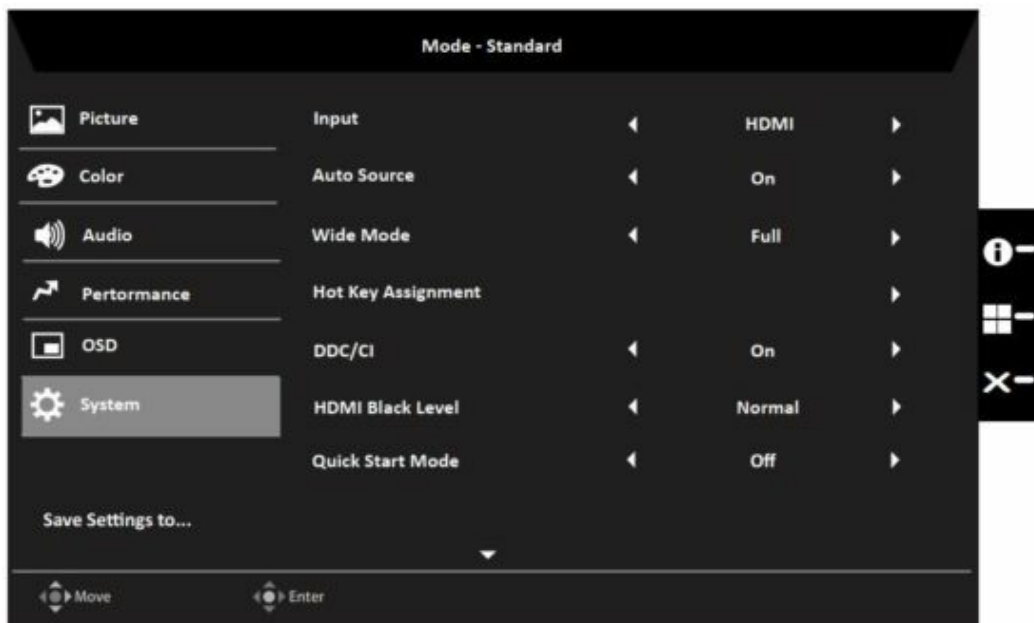 Mode - Standard
Picture
Input
HDMI
Color
Auto Source
On
Audio
Wide Mode
Full
Pertormance
Hot Key Assignment
OSD
DDC/CI
On
System
HDMI Black Level
Normal
Quick Start Mode
Off
Save Settings to...
Move
Enter